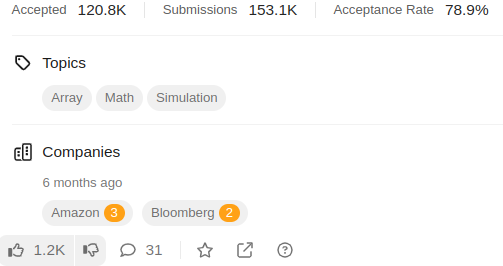 Accepted 120.8K Submissions 153.1K Acceptance Rate 78.9%
Topics
Array Math Simulation
Companies
6 months ago
Amazon 3 Bloomberg 2
1.2K 31